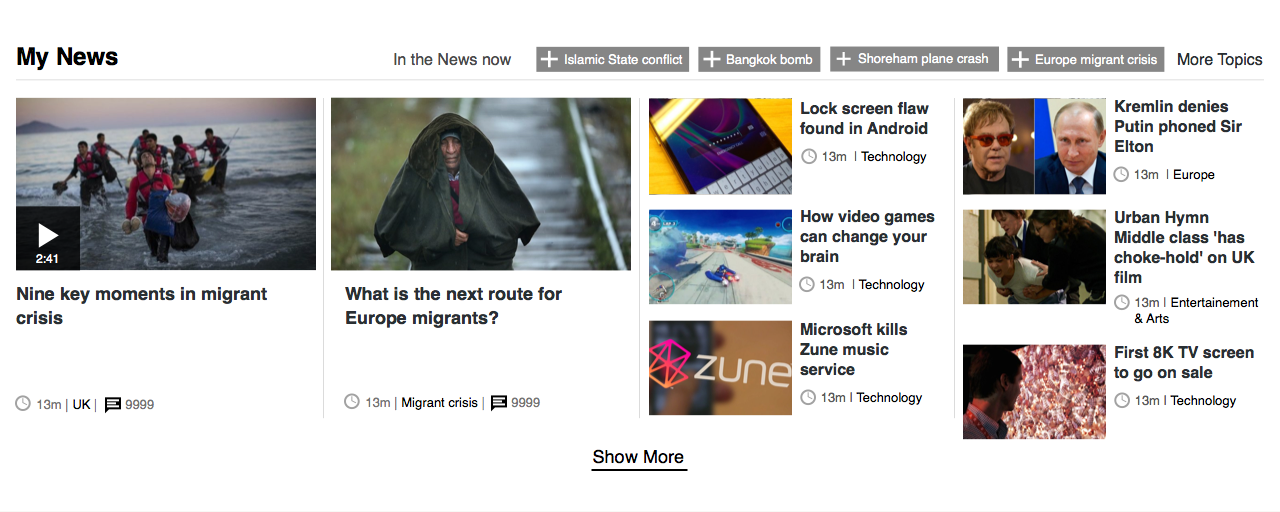 My News
In the News now
Islamic State conflict
Bangkok bomb
Shoreham plane crash
Europe migrant crisis
More Topics
2:41
Nine key moments in migrant
crisis
13m | UK | 9999
What is the next route for
Europe migrants?
13m | Migrant crisis | 9999
Lock screen flaw
found in Android
13m | Technology
How video games
can change your
brain
13m | Technology
zune
Microsoft kills
Zune music
service
13m | Technology
Kremlin denies
Putin phoned Sir
Elton
13m | Europe
Urban Hymn
Middle class 'has
choke-hold' on UK
film
13m | Entertainement
& Arts
First 8K TV screen
to go on sale
13m | Technology
Show More